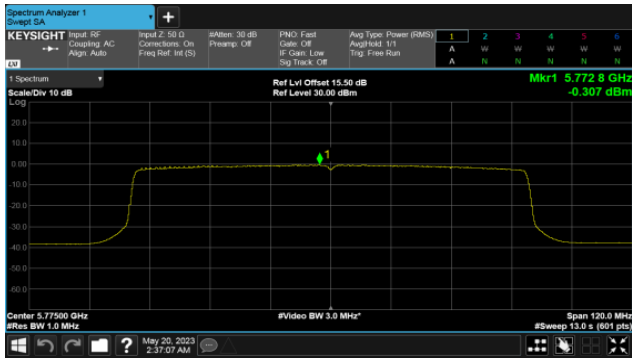 Spectrum Analyzer 1
Swept SA
+
KEYSIGHT Input: RF Input Z: 50 Ω #Atten: 30 dB PNO: Fast Avg Type: Power (RMS) 1 2 3 4 5 6
Coupling: AC Corrections: On Preamp: Off Gate: Off Avg|Hold: 1/1 A W W W W W
Align: Auto Freq Ref: Int (S) IF Gain: Low Trig: Free Run A N N N N N
Sig Track: Off
LXI
1 Spectrum Ref Lvl Offset 15.50 dB Mkr1 5.772 8 GHz
Scale/Div 10 dB Ref Level 30.00 dBm -0.307 dBm
Log
20.0
10.0
1
0.00
-10.0
-20.0
-30.0
-40.0
-50.0
-60.0
Center 5.77500 GHz #Video BW 3.0 MHz* Span 120.0 MHz
#Res BW 1.0 MHz #Sweep 13.0 s (601 pts)
? May 20, 2023
2:37:07 AM